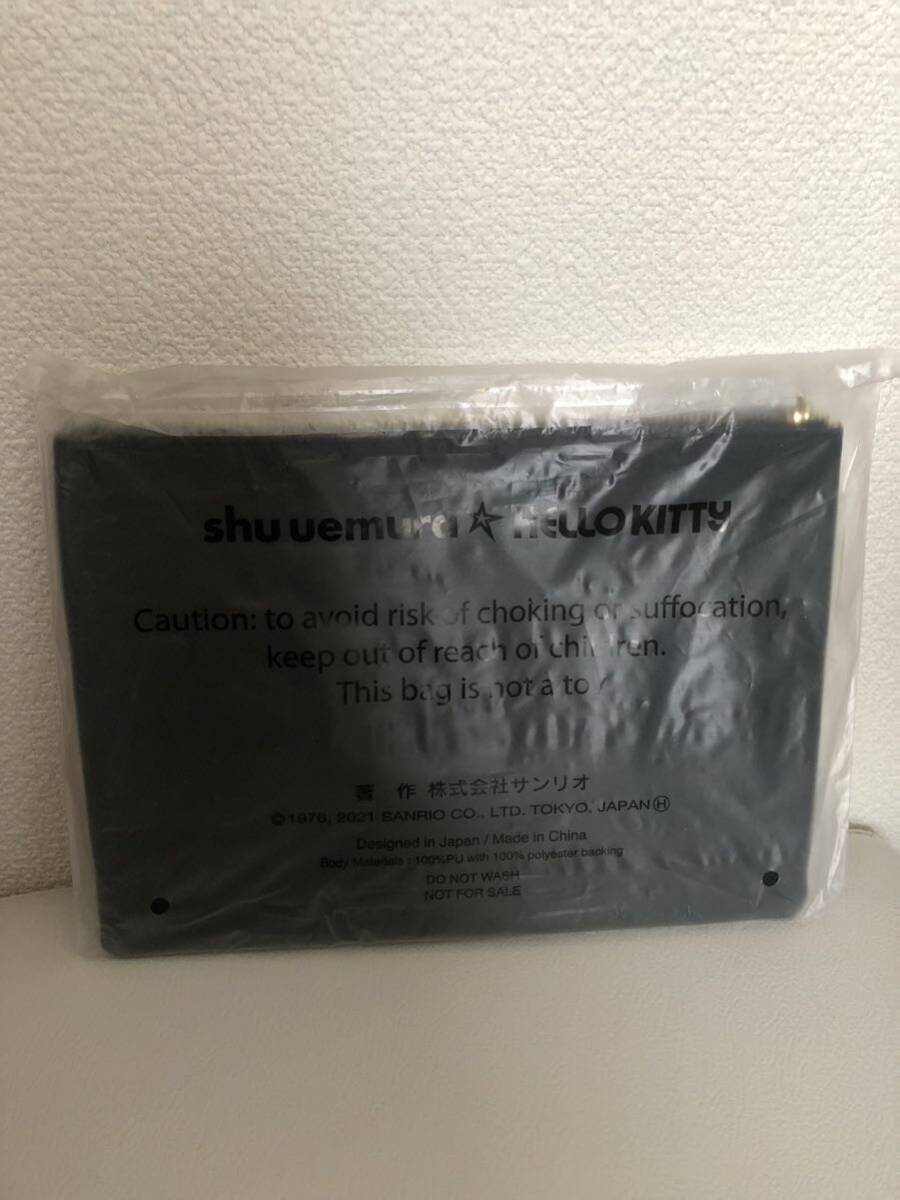 shu uemura ☆ HELLO KITTY
Caution: to avoid risk of choking or suffocation,
keep out of reach of children.
This bag is not a toy
著 作 株式会社サンリオ
©1976, 2021 SANRIO CO., LTD. TOKYO, JAPAN Ⓗ
Designed in Japan / Made in China
Body Materials : 100%PU with 100% polyester backing
DO NOT WASH
NOT FOR SALE